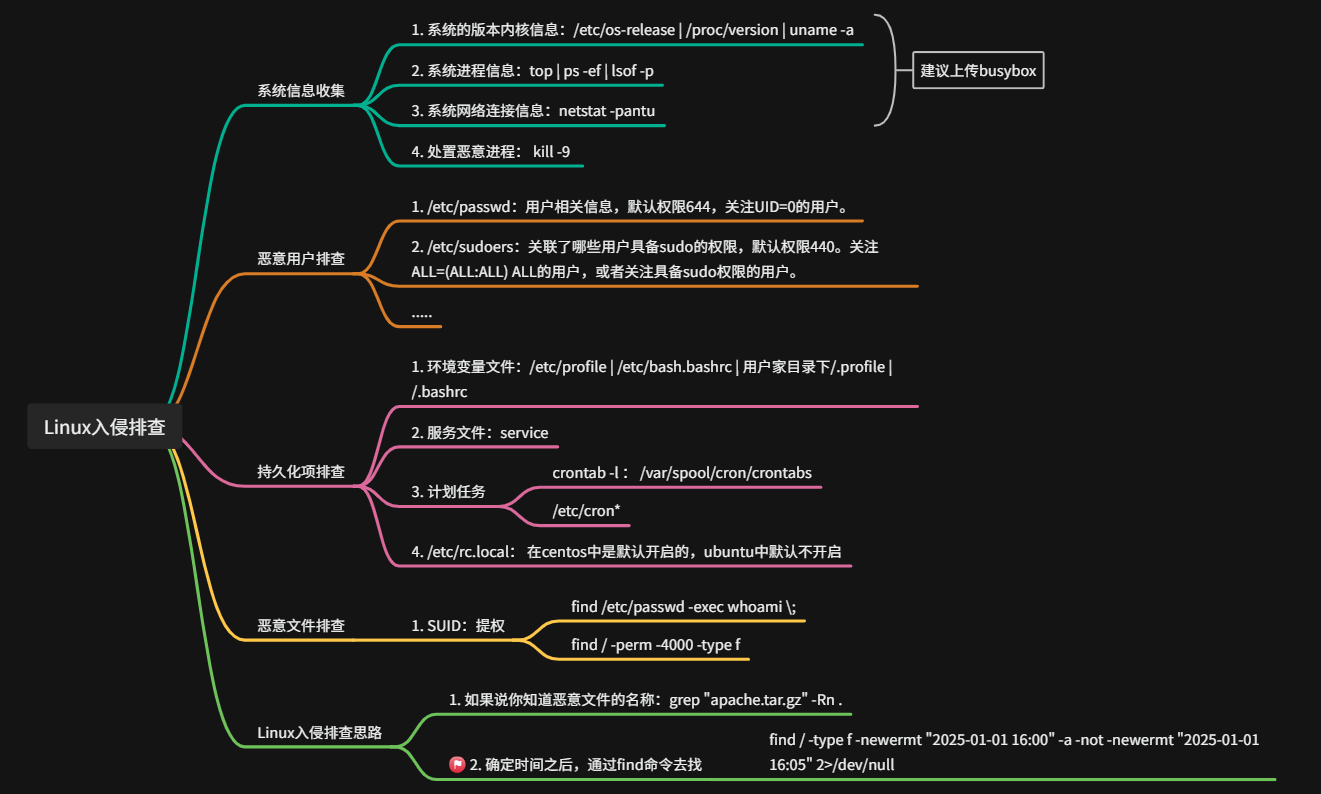 Linux入侵排查
系统信息收集
1. 系统的版本内核信息：/etc/os-release | /proc/version | uname -a
2. 系统进程信息：top | ps -ef | lsof -p
3. 系统网络连接信息：netstat -pantu
4. 处置恶意进程： kill -9
建议上传busybox
恶意用户排查
1. /etc/passwd：用户相关信息，默认权限644，关注UID=0的用户。
2. /etc/sudoers：关联了哪些用户具备sudo的权限，默认权限440。关注
ALL=(ALL:ALL) ALL的用户，或者关注具备sudo权限的用户。
.....
持久化项排查
1. 环境变量文件：/etc/profile | /etc/bash.bashrc | 用户家目录下/.profile |
/.bashrc
2. 服务文件：service
3. 计划任务
crontab -l ： /var/spool/cron/crontabs
/etc/cron*
4. /etc/rc.local： 在centos中是默认开启的，ubuntu中默认不开启
恶意文件排查
1. SUID：提权
find /etc/passwd -exec whoami \;
find / -perm -4000 -type f
Linux入侵排查思路
1. 如果说你知道恶意文件的名称：grep "apache.tar.gz" -Rn .
2. 确定时间之后，通过find命令去找
find / -type f -newermt "2025-01-01 16:00" -a -not -newermt "2025-01-01
16:05" 2>/dev/null